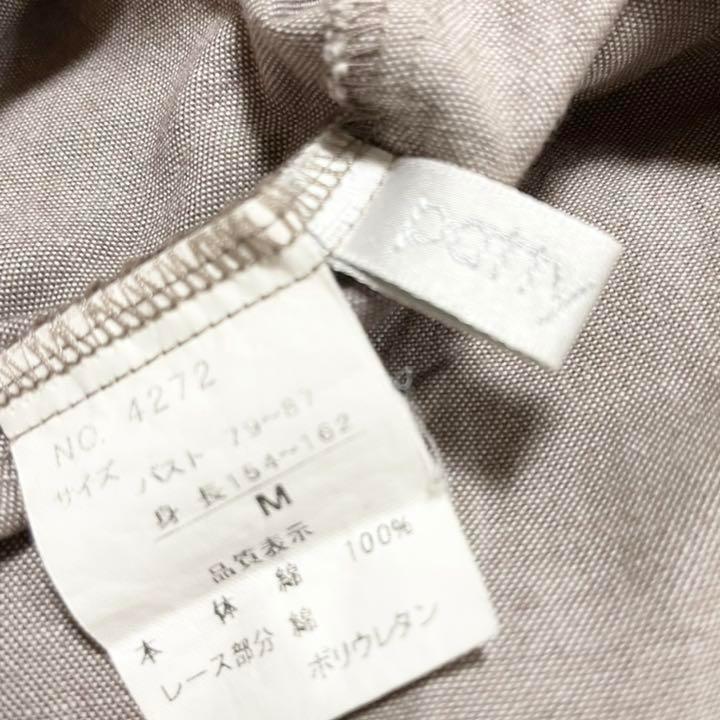 patty
NO. 4272
サイズ バスト 79~87
身長154~162
M
品質表示
本体 綿 100%
レース部分 綿
ポリウレタン